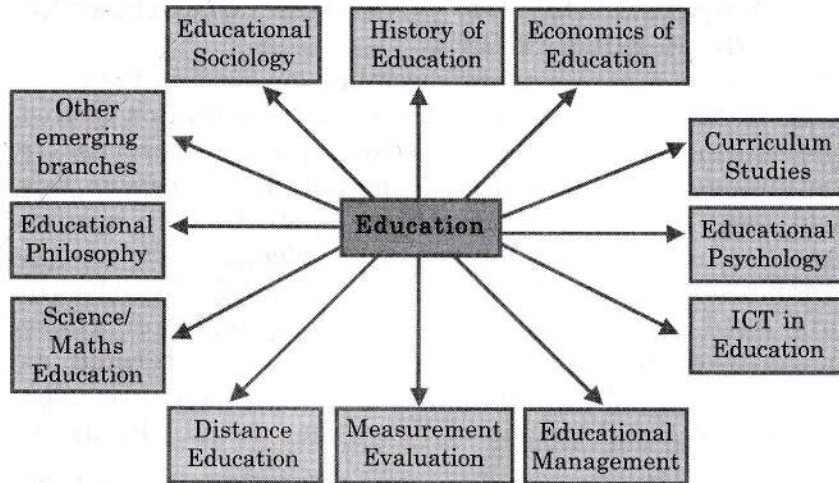 Educational
Sociology
History of
Education
Economics of
Education
Other
emerging
branches
Curriculum
Studies
Educational
Philosophy
Education
Educational
Psychology
Science/
Maths
Education
ICT in
Education
Distance
Education
Measurement
Evaluation
Educational
Management